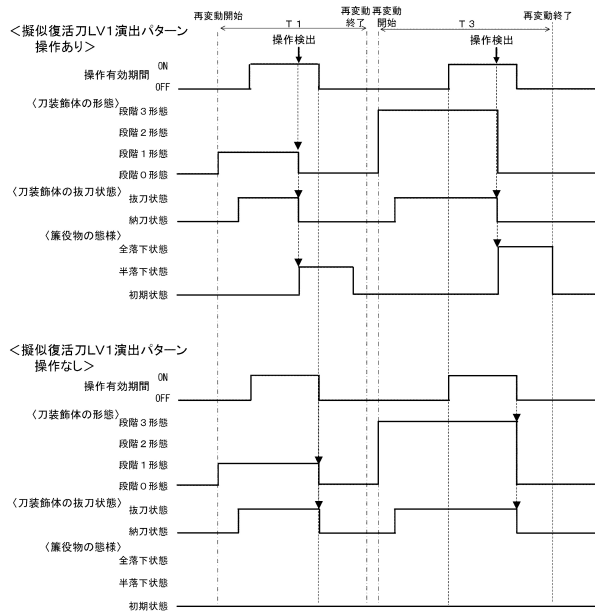 再変動開始
T1
再変動終了
再変動開始
T3
再変動終了
＜擬似復活刀LV1演出パターン
操作あり＞
操作検出
操作検出
操作有効期間
ON
OFF
〈刀装飾体の形態〉
段階3形態
段階2形態
段階1形態
段階0形態
〈刀装飾体の抜刀状態〉
抜刀状態
納刀状態
〈簾役物の態様〉
全落下状態
半落下状態
初期状態
＜擬似復活刀LV1演出パターン
操作なし＞
操作有効期間
ON
OFF
〈刀装飾体の形態〉
段階3形態
段階2形態
段階1形態
段階0形態
〈刀装飾体の抜刀状態〉
抜刀状態
納刀状態
〈簾役物の態様〉
全落下状態
半落下状態
初期状態